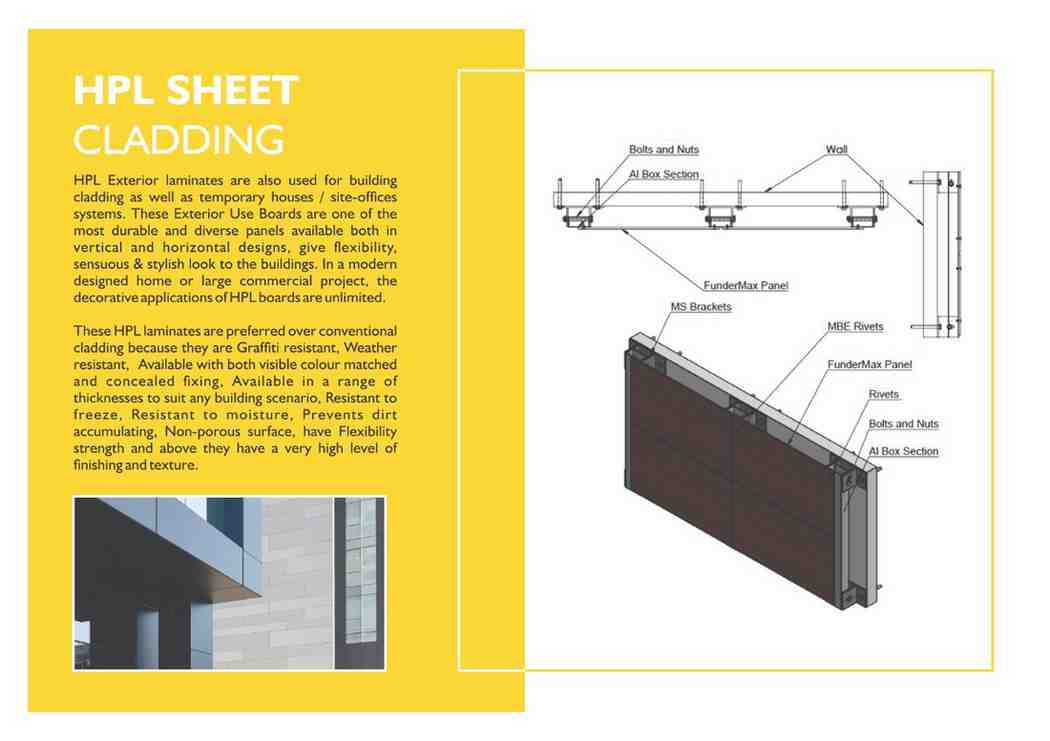 HPL SHEET
CLADDING
HPL Exterior laminates are also used for building
cladding as well as temporary houses / site-offices
systems. These Exterior Use Boards are one of the
most durable and diverse panels available both in
vertical and horizontal designs, give flexibility,
sensuous & stylish look to the buildings. In a modern
designed home or large commercial project, the
decorative applications of HPL boards are unlimited.
These HPL laminates are preferred over conventional
cladding because they are Graffiti resistant, Weather
resistant, Available with both visible colour matched
and concealed fixing, Available in a range of
thicknesses to suit any building scenario, Resistant to
freeze, Resistant to moisture, Prevents dirt
accumulating, Non-porous surface, have Flexibility
strength and above they have a very high level of
finishing and texture.
Bolts and Nuts
Wall
Al Box Section
FunderMax Panel
MS Brackets
MBE Rivets
FunderMax Panel
Rivets
Bolts and Nuts
Al Box Section